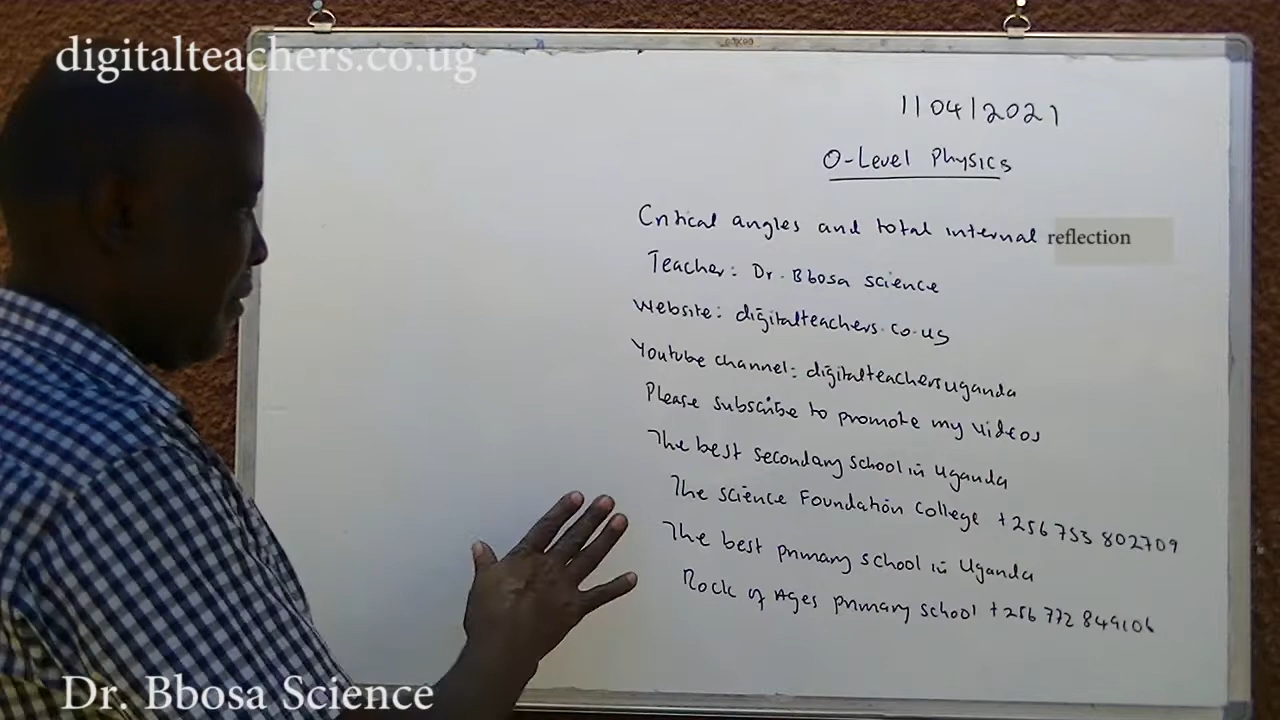 digitalteachers.co.ug
1104/2021
O-Level Physics
Critical angles and total internal reflection
Teacher: Dr. Bbosa science
Website: digitalteachers.co.ug
Youtube channel: digitalteachersuganda
Please subscribe to promote my videos
The best secondary school in Uganda
The science Foundation College +256 753 802709
The best primary school in Uganda
Rock of Ages primary school +256 772 849106
Dr. Bbosa Science